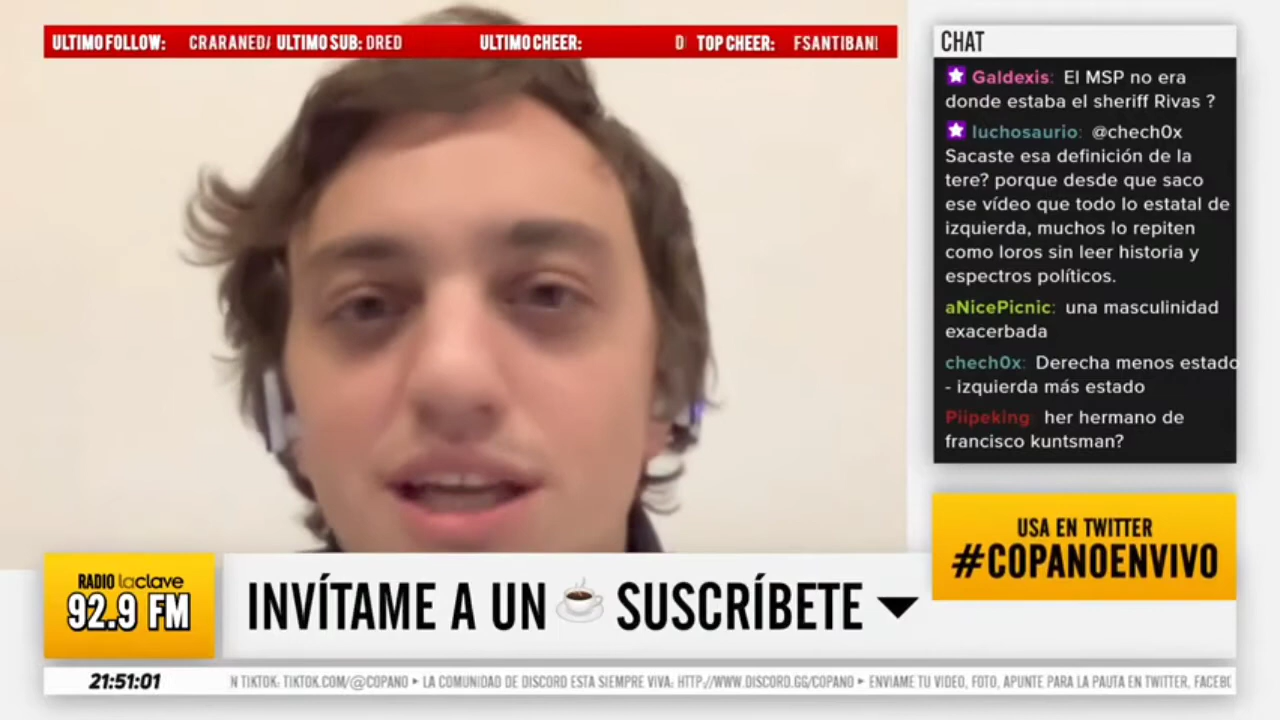 ULTIMO FOLLOW: CRARANEDA ULTIMO SUB: DRED ULTIMO CHEER: D TOP CHEER: FSANTIBAN
CHAT
Galdexis: El MSP no era
donde estaba el sheriff Rivas ?
luchosaurio: @chech0x
Sacaste esa definición de la
tere? porque desde que saco
ese vídeo que todo lo estatal de
izquierda, muchos lo repiten
como loros sin leer historia y
espectros políticos.
aNicePicnic: una masculinidad
exacerbada
chech0x: Derecha menos estado
- izquierda más estado
Piipeking: her hermano de
francisco kuntsman?
USA EN TWITTER
#COPANOENVIVO
RADIO laclave
92.9 FM
INVÍTAME A UN ☕ SUSCRÍBETE
21:51:01
N TIKTOK: TIKTOK.COM/@COPANO ▸ LA COMUNIDAD DE DISCORD ESTA SIEMPRE VIVA: HTTP://WWW.DISCORD.GG/COPANO ▸ ENVIAME TU VIDEO, FOTO, APUNTE PARA LA PAUTA EN TWITTER, FACEBO